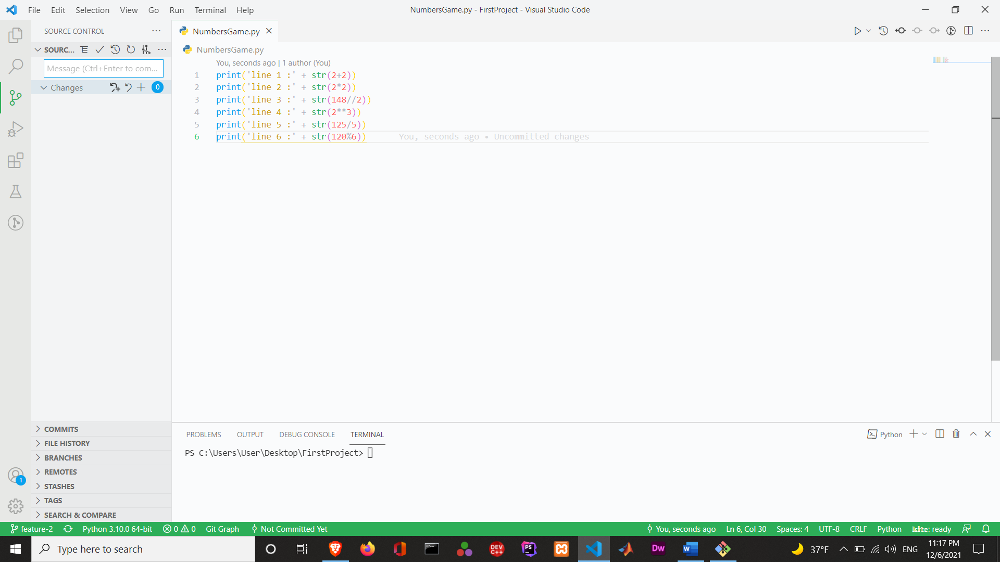 File Edit Selection View Go Run Terminal Help
NumbersGame.py - FirstProject - Visual Studio Code
SOURCE CONTROL
NumbersGame.py
SOURC...
NumbersGame.py
Message (Ctrl+Enter to com...
Changes
0
You, seconds ago | 1 author (You)
1 print('line 1 :' + str(2+2))
2 print('line 2 :' + str(2*2))
3 print('line 3 :' + str(148//2))
4 print('line 4 :' + str(2**3))
5 print('line 5 :' + str(125/5))
6 print('line 6 :' + str(120%6)) You, seconds ago • Uncommitted changes
COMMITS
FILE HISTORY
BRANCHES
REMOTES
STASHES
TAGS
SEARCH & COMPARE
1
PROBLEMS OUTPUT DEBUG CONSOLE TERMINAL
Python
PS C:\Users\User\Desktop\FirstProject>
feature-2 Python 3.10.0 64-bit 0 0 Git Graph Not Committed Yet
You, seconds ago Ln 6, Col 30 Spaces: 4 UTF-8 CRLF Python kite: ready
Type here to search
DEV C++
PS
Dw
W
37°F
ENG
11:17 PM
12/6/2021